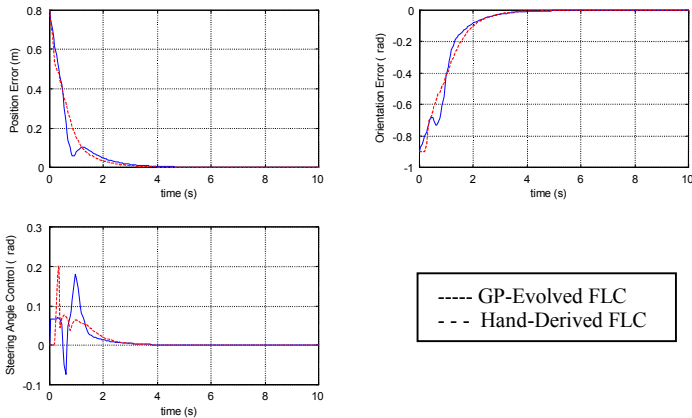 0.8
0.6
0.4
0.2
0
0 2 4 6 8 10
time (s)
Position Error (m)
0
-0.2
-0.4
-0.6
-0.8
-1
0 2 4 6 8 10
time (s)
Orientation Error ( rad)
0.3
0.2
0.1
0
-0.1
0 2 4 6 8 10
time (s)
Steering Angle Control ( rad)
----- GP-Evolved FLC
- - - Hand-Derived FLC